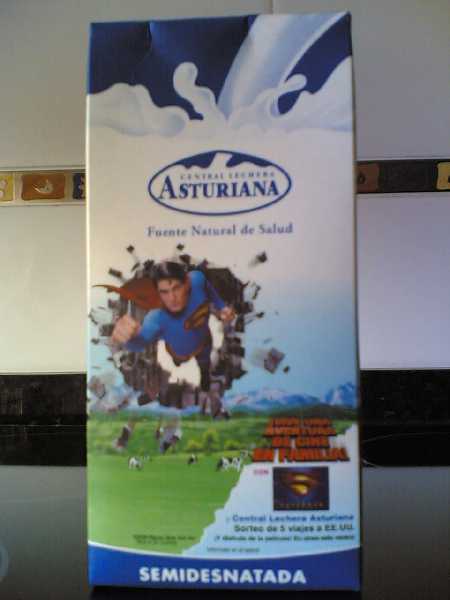 CENTRAL LECHERA
ASTURIANA
Fuente Natural de Salud
AVENTURA
DE CINE
EN FAMILIA!
CON
y Central Lechera Asturiana
Sorteo de 5 viajes a EE.UU.
SEMIDESNATADA